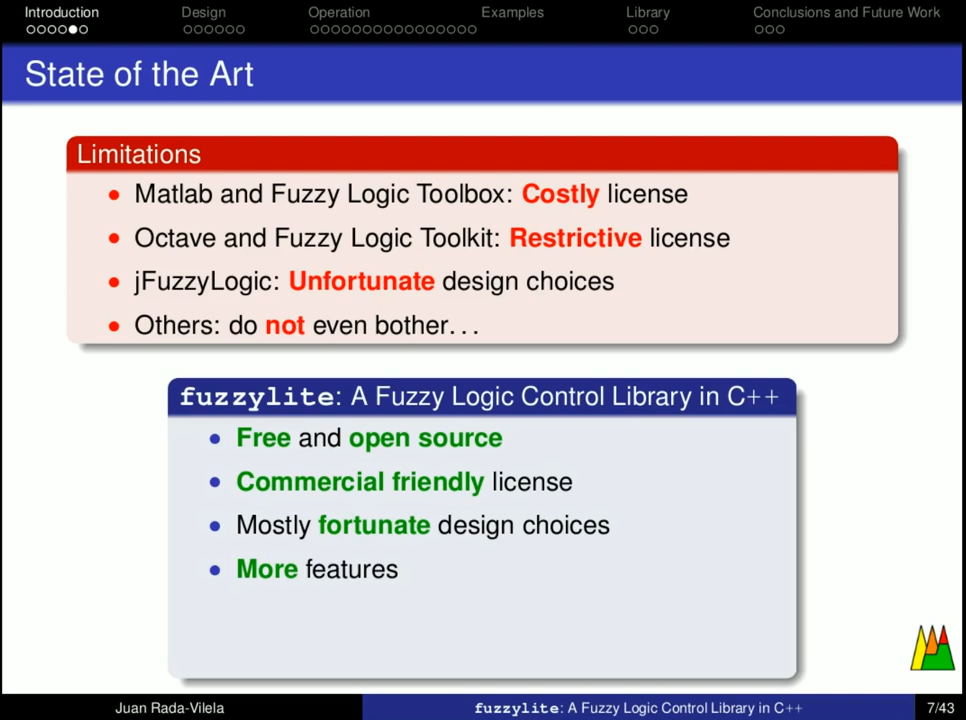 Introduction Design Operation Examples Library Conclusions and Future Work
State of the Art
Limitations
• Matlab and Fuzzy Logic Toolbox: Costly license
• Octave and Fuzzy Logic Toolkit: Restrictive license
• jFuzzyLogic: Unfortunate design choices
• Others: do not even bother...
fuzzylite: A Fuzzy Logic Control Library in C++
• Free and open source
• Commercial friendly license
• Mostly fortunate design choices
• More features
Juan Rada-Vilela fuzzylite: A Fuzzy Logic Control Library in C++ 7/43